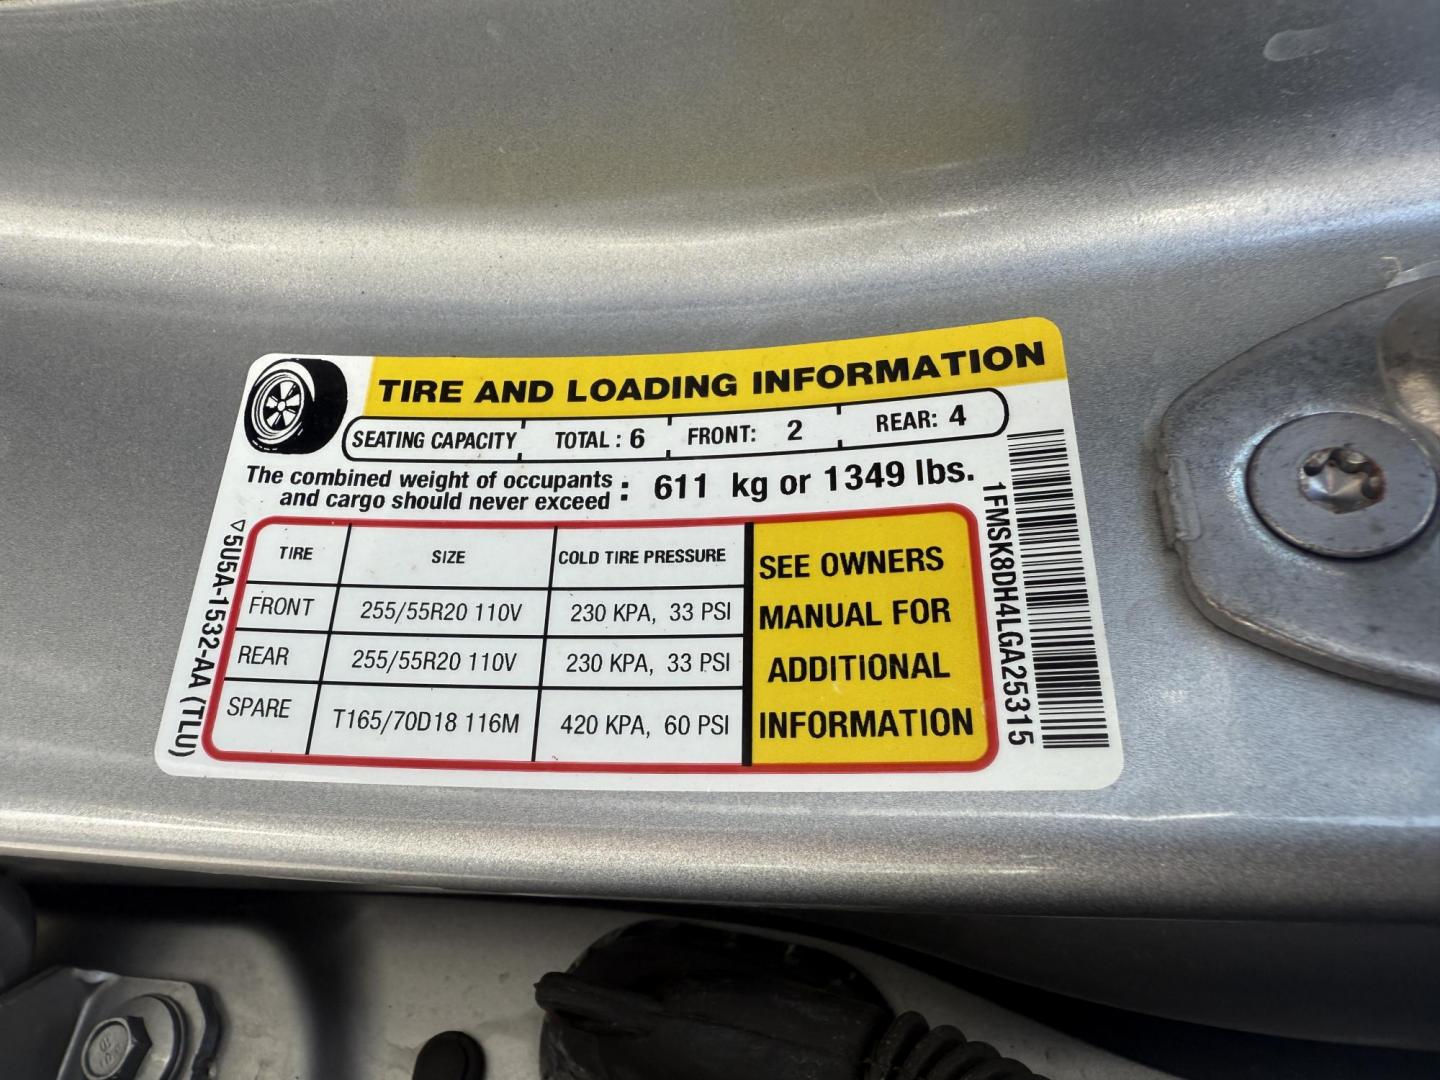 TIRE AND LOADING INFORMATION
SEATING CAPACITY TOTAL : 6 FRONT: 2 REAR: 4
The combined weight of occupants
and cargo should never exceed : 611 kg or 1349 lbs.
TIRE SIZE COLD TIRE PRESSURE
FRONT 255/55R20 110V 230 KPA, 33 PSI
REAR 255/55R20 110V 230 KPA, 33 PSI
SPARE T165/70D18 116M 420 KPA, 60 PSI
SEE OWNERS
MANUAL FOR
ADDITIONAL
INFORMATION
5U5A-1532-AA (TLU)
1FMSK8DH4LGA25315